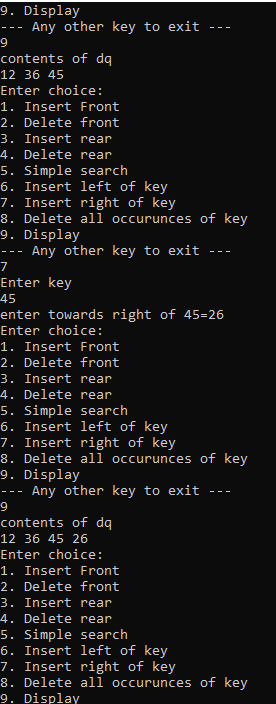 9. Display
--- Any other key to exit ---
9
contents of dq
12 36 45
Enter choice:
1. Insert Front
2. Delete front
3. Insert rear
4. Delete rear
5. Simple search
6. Insert left of key
7. Insert right of key
8. Delete all occurunces of key
9. Display
--- Any other key to exit ---
7
Enter key
45
enter towards right of 45=26
Enter choice:
1. Insert Front
2. Delete front
3. Insert rear
4. Delete rear
5. Simple search
6. Insert left of key
7. Insert right of key
8. Delete all occurunces of key
9. Display
--- Any other key to exit ---
9
contents of dq
12 36 45 26
Enter choice:
1. Insert Front
2. Delete front
3. Insert rear
4. Delete rear
5. Simple search
6. Insert left of key
7. Insert right of key
8. Delete all occurunces of key
9. Display